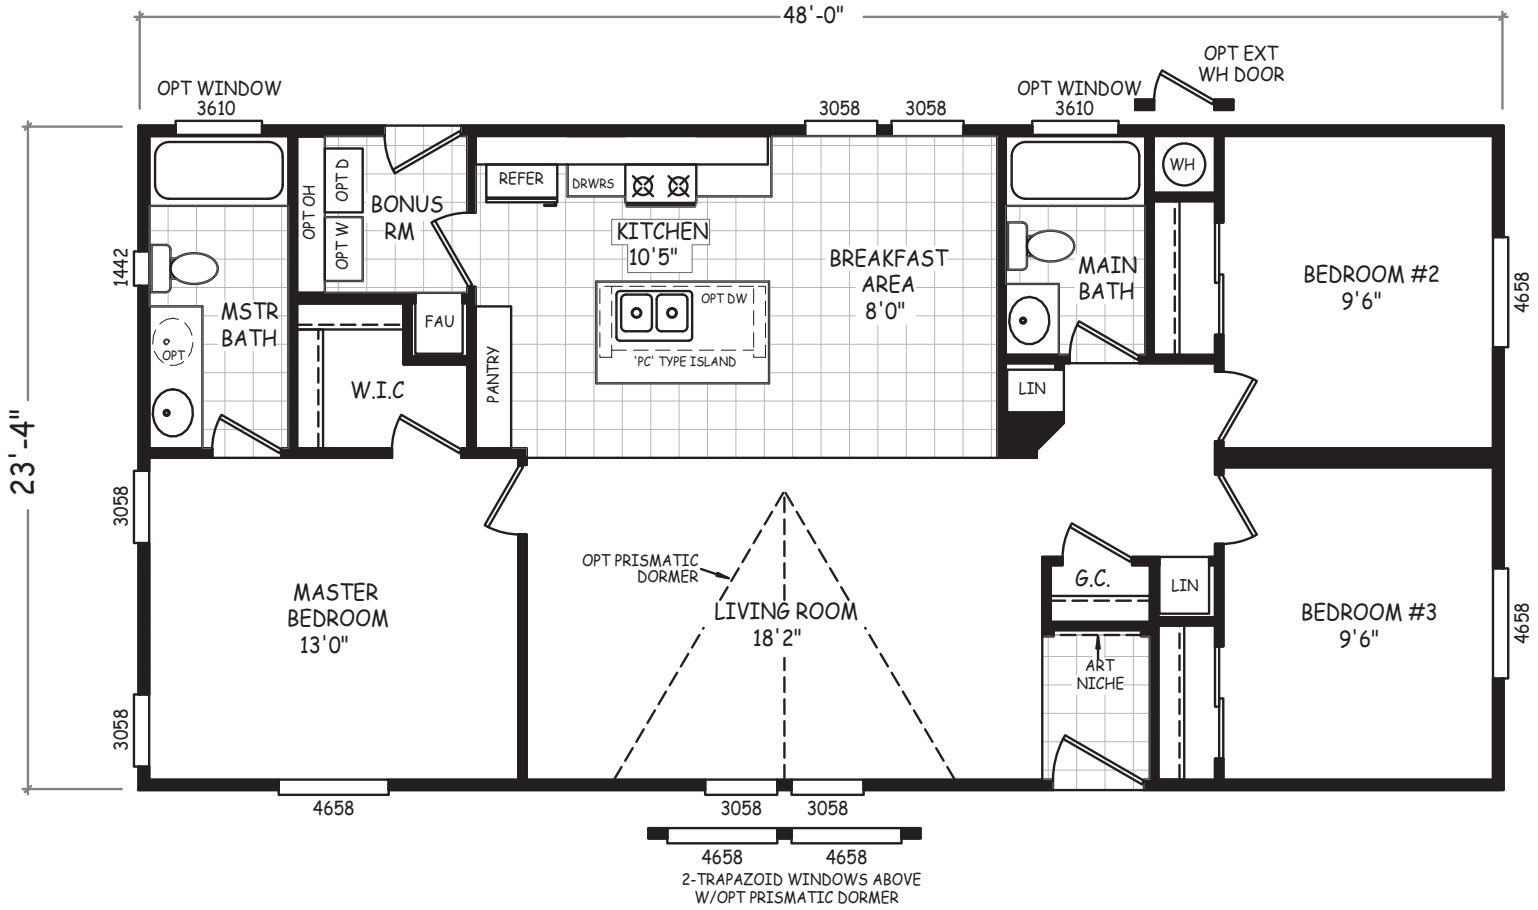 48'-0"
OPT EXT
WH DOOR
OPT WINDOW
3610
3058
3058
OPT WINDOW
3610
23'-4"
1442
3058
3058
MSTR
BATH
OPT
OPT OH
OPT D
OPT W
BONUS
RM
FAU
W.I.C
PANTRY
REFER
DRWRS
KITCHEN
10'5"
OPT DW
'PC' TYPE ISLAND
BREAKFAST
AREA
8'0"
MAIN
BATH
LIN
WH
BEDROOM #2
9'6"
4658
MASTER
BEDROOM
13'0"
OPT PRISMATIC
DORMER
LIVING ROOM
18'2"
G.C.
LIN
ART
NICHE
BEDROOM #3
9'6"
4658
4658
3058
3058
4658
4658
2-TRAPAZOID WINDOWS ABOVE
W/OPT PRISMATIC DORMER